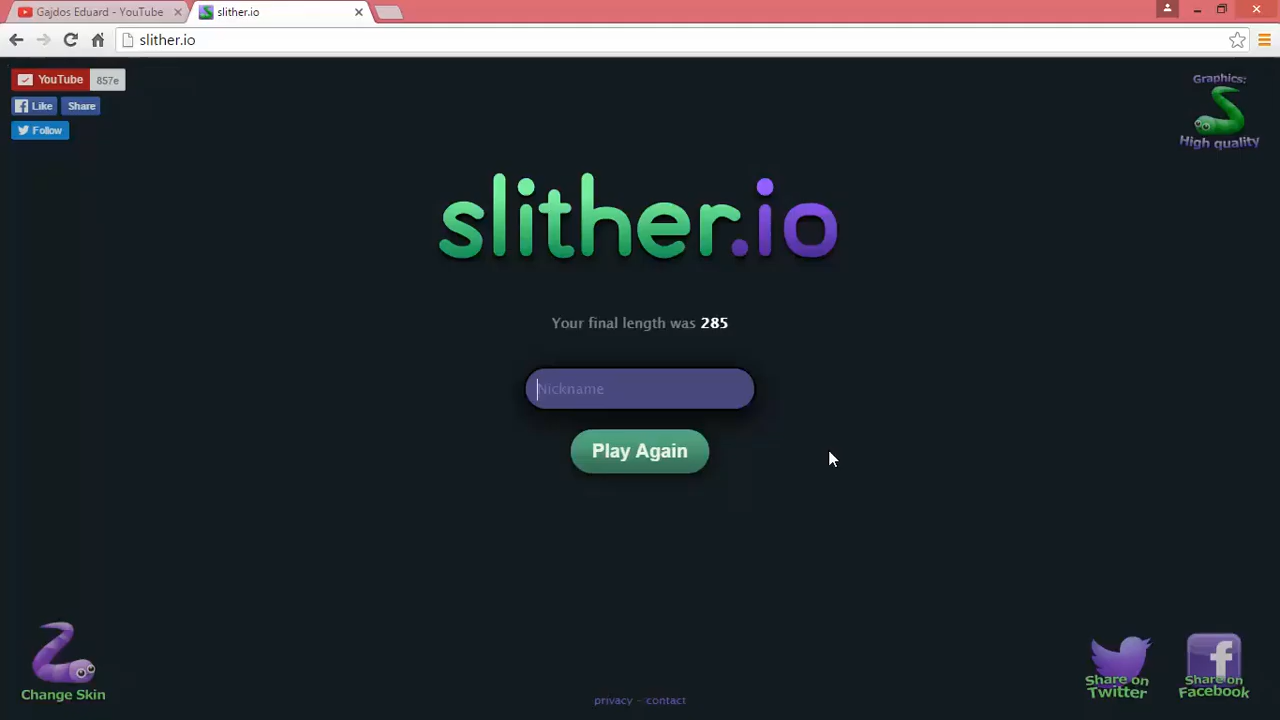 Gajdos Eduard - YouTube
slither.io
slither.io
YouTube 857e
Like Share
Follow
Graphics:
High quality
slither.io
Your final length was 285
Nickname
Play Again
Change Skin
Share on
Twitter
Share on
Facebook
privacy - contact